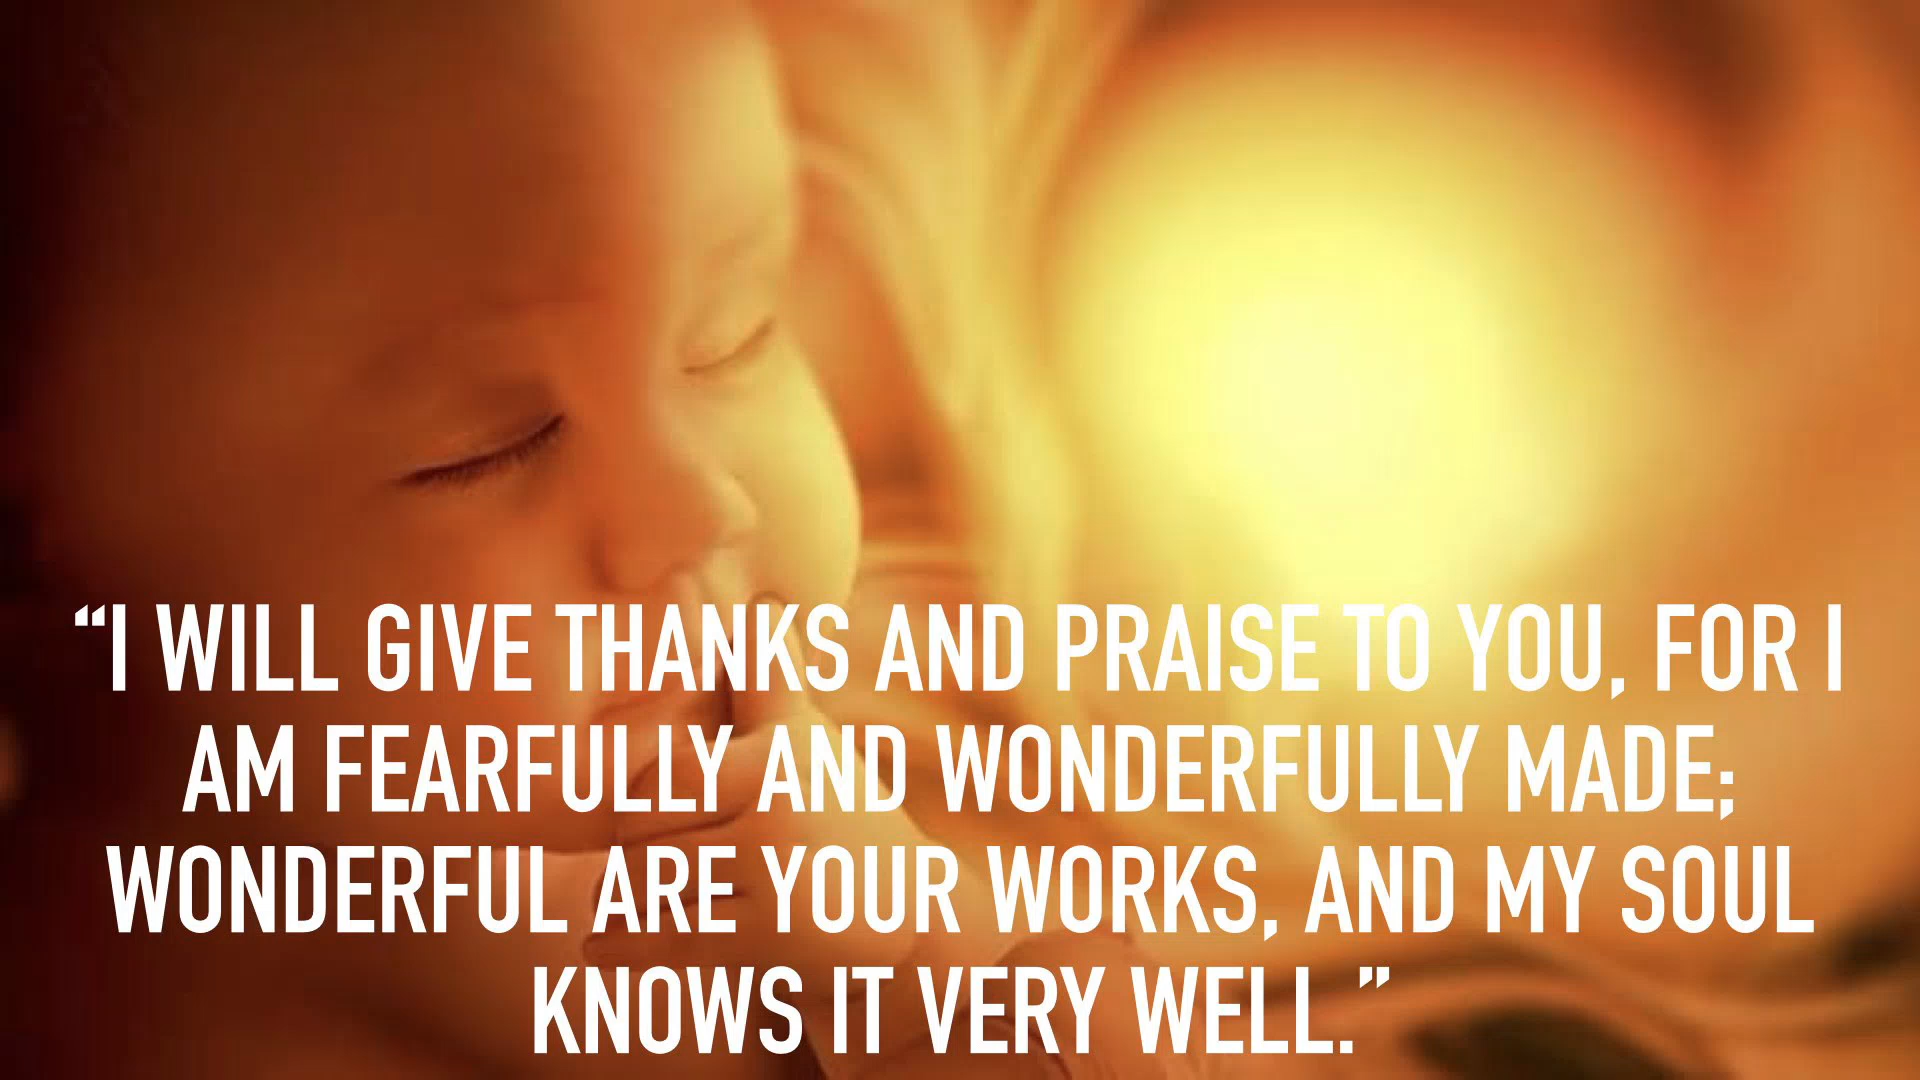 “I WILL GIVE THANKS AND PRAISE TO YOU, FOR I
AM FEARFULLY AND WONDERFULLY MADE;
WONDERFUL ARE YOUR WORKS, AND MY SOUL
KNOWS IT VERY WELL.”